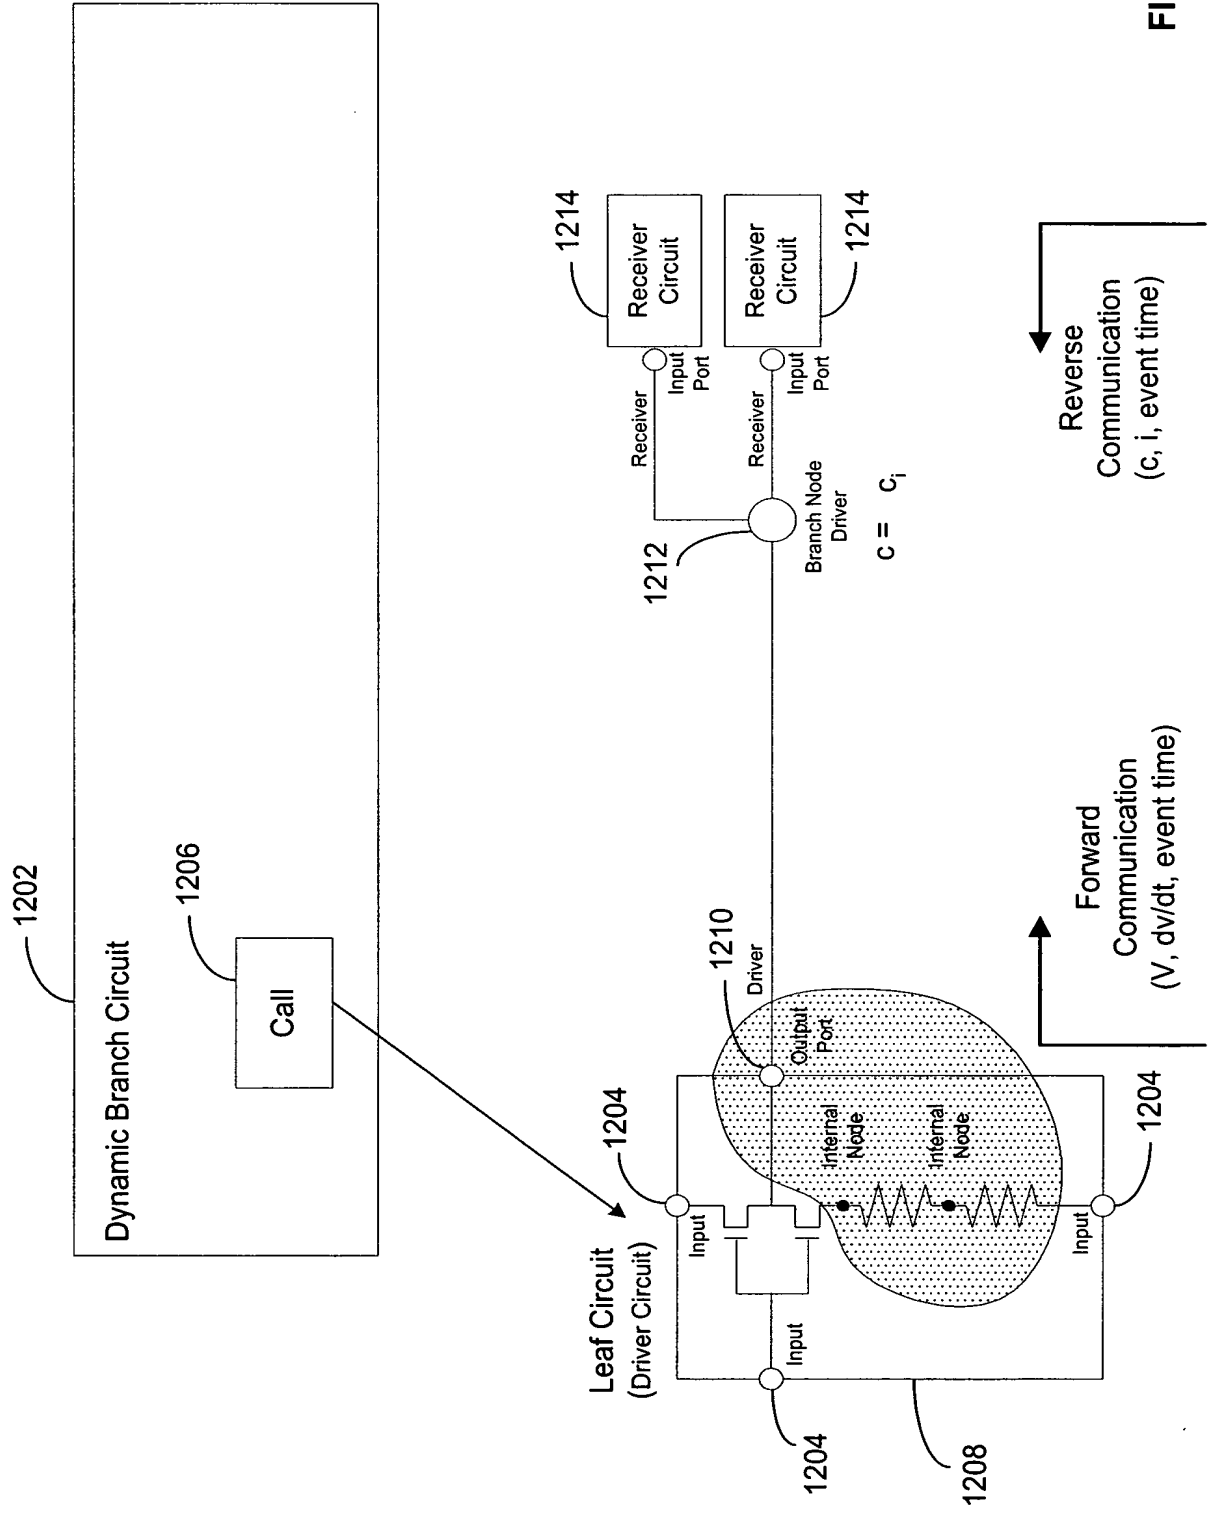 1202
Dynamic Branch Circuit
1206
Call
Leaf Circuit
(Driver Circuit)
1204
Input
1204
Input
1208
Input
1204
Internal
Node
Internal
Node
Output
Port
1210
Driver
1212
Branch Node
Driver
c = c_i
Receiver
Input
Port
Receiver
Circuit
1214
Receiver
Input
Port
Receiver
Circuit
1214
Forward
Communication
(V, dv/dt, event time)
Reverse
Communication
(c, i, event time)